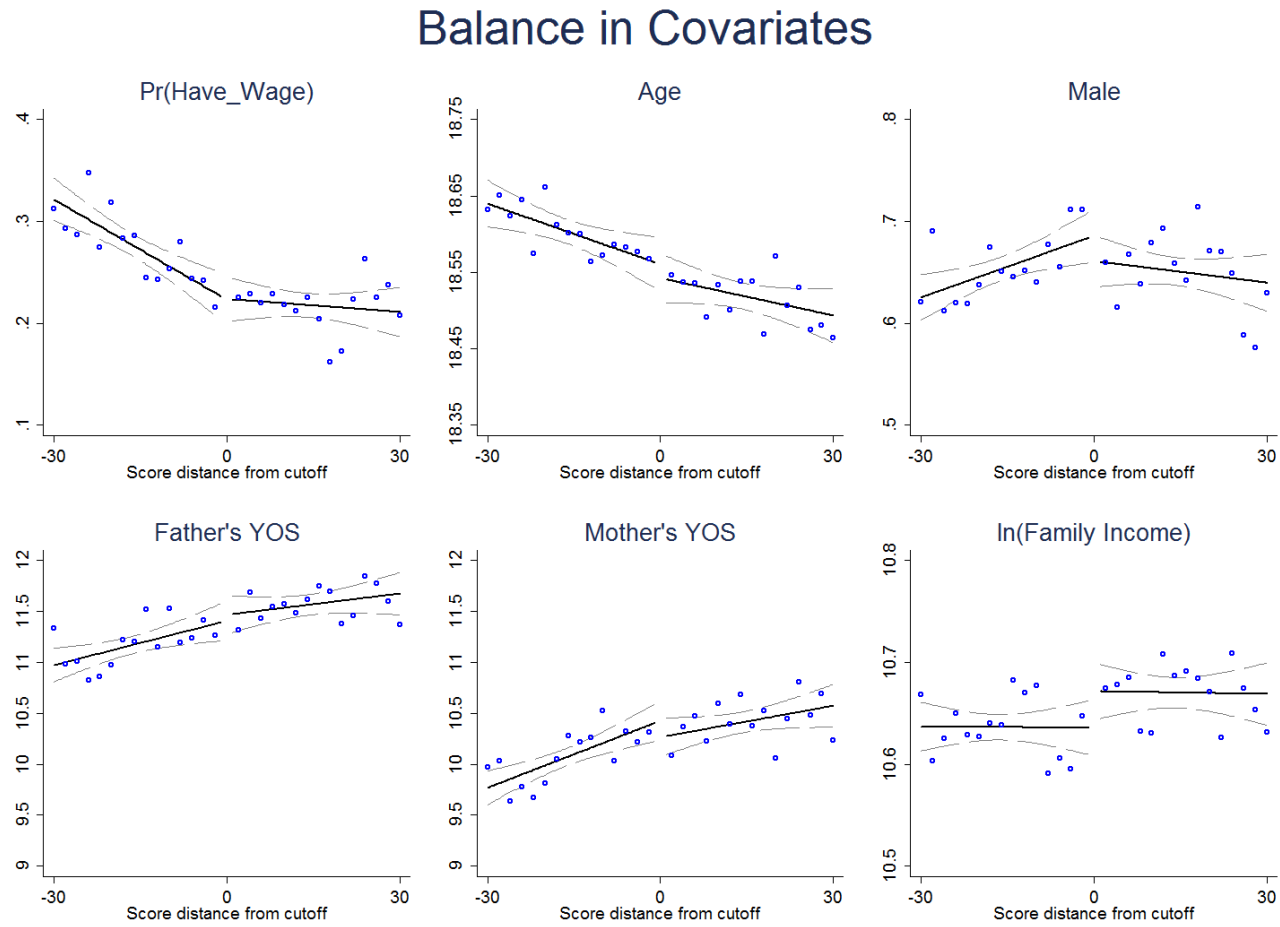 Balance in Covariates
Pr(Have_Wage)
.4
.3
.2
.1
-30 0 30
Score distance from cutoff
Age
18.75
18.65
18.55
18.45
18.35
-30 0 30
Score distance from cutoff
Male
.8
.7
.6
.5
-30 0 30
Score distance from cutoff
Father's YOS
12
11.5
11
10.5
10
9.5
9
-30 0 30
Score distance from cutoff
Mother's YOS
12
11.5
11
10.5
10
9.5
9
-30 0 30
Score distance from cutoff
ln(Family Income)
10.8
10.7
10.6
10.5
-30 0 30
Score distance from cutoff